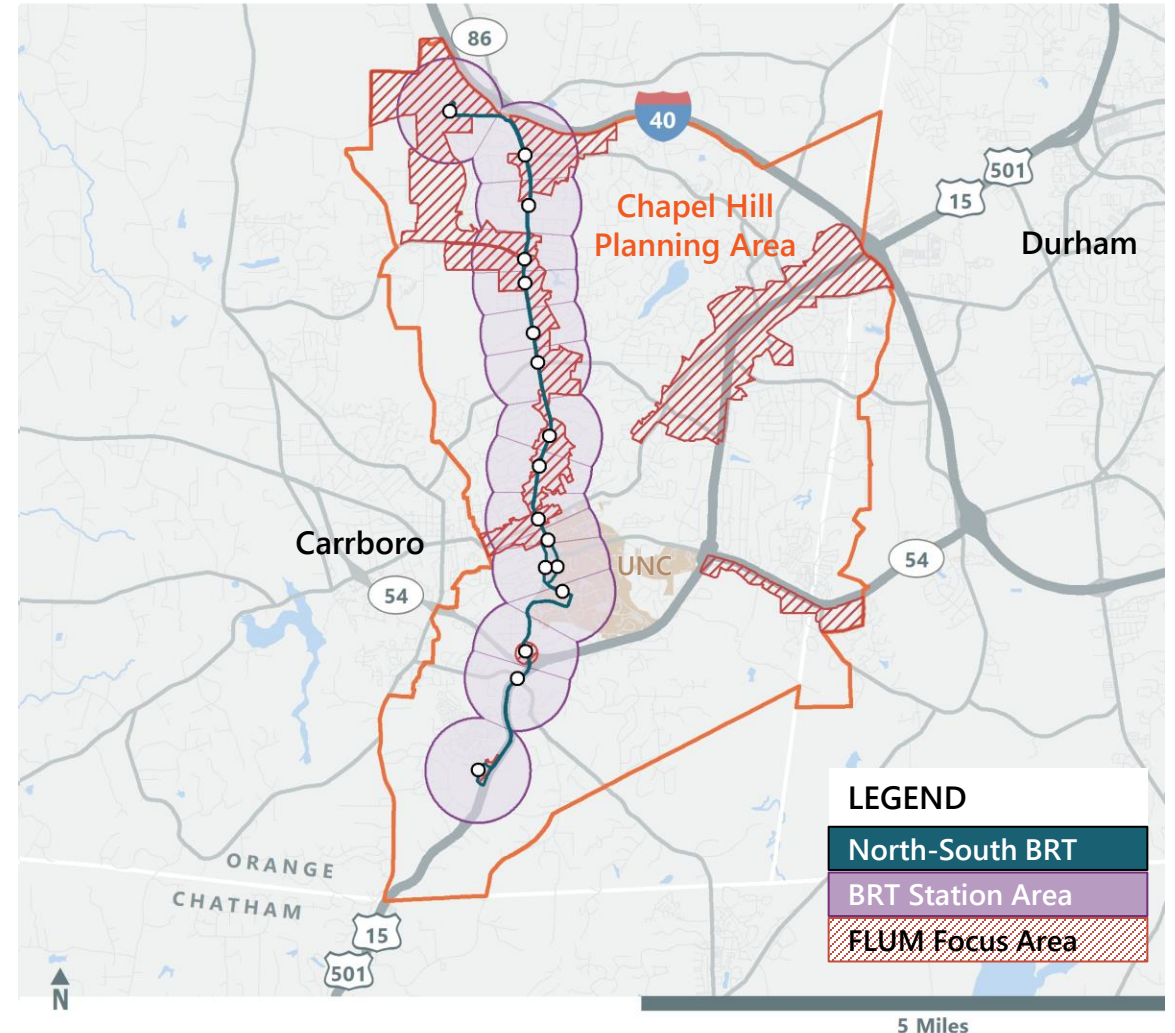 86
40
501
15
Chapel Hill
Planning Area
Durham
Carrboro
UNC
54
54
ORANGE
CHATHAM
15
501
N
LEGEND
North-South BRT
BRT Station Area
FLUM Focus Area
5 Miles